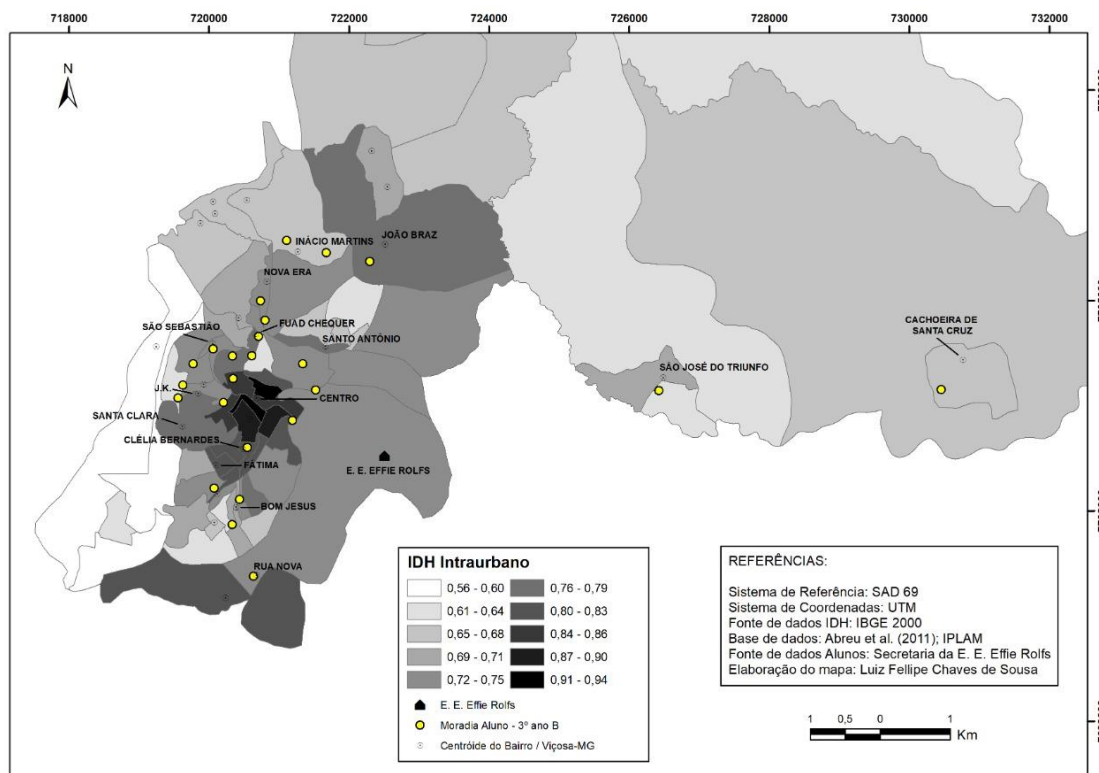 718000
720000
722000
724000
726000
728000
730000
732000
N
INÁCIO MARTINS
JOÃO BRAZ
NOVA ERA
FUAD CHEQUER
SÃO SEBASTIÃO
SANTO ANTÔNIO
CACHOEIRA DE
SANTA CRUZ
SÃO JOSÉ DO TRIUNFO
J.K.
CENTRO
SANTA CLARA
CLÉLIA BERNARDES
FÁTIMA
E. E. EFFIE ROLFS
BOM JESUS
RUA NOVA
IDH Intraurbano
0,56 - 0,60
0,61 - 0,64
0,65 - 0,68
0,69 - 0,71
0,72 - 0,75
0,76 - 0,79
0,80 - 0,83
0,84 - 0,86
0,87 - 0,90
0,91 - 0,94
E. E. Effie Rolfs
Moradia Aluno - 3º ano B
Centróide do Bairro / Viçosa-MG
REFERÊNCIAS:
Sistema de Referência: SAD 69
Sistema de Coordenadas: UTM
Fonte de dados IDH: IBGE 2000
Base de dados: Abreu et al. (2011); IPLAM
Fonte de dados Alunos: Secretaria da E. E. Effie Rolfs
Elaboração do mapa: Luiz Fellipe Chaves de Sousa
1 0,5 0 1
Km